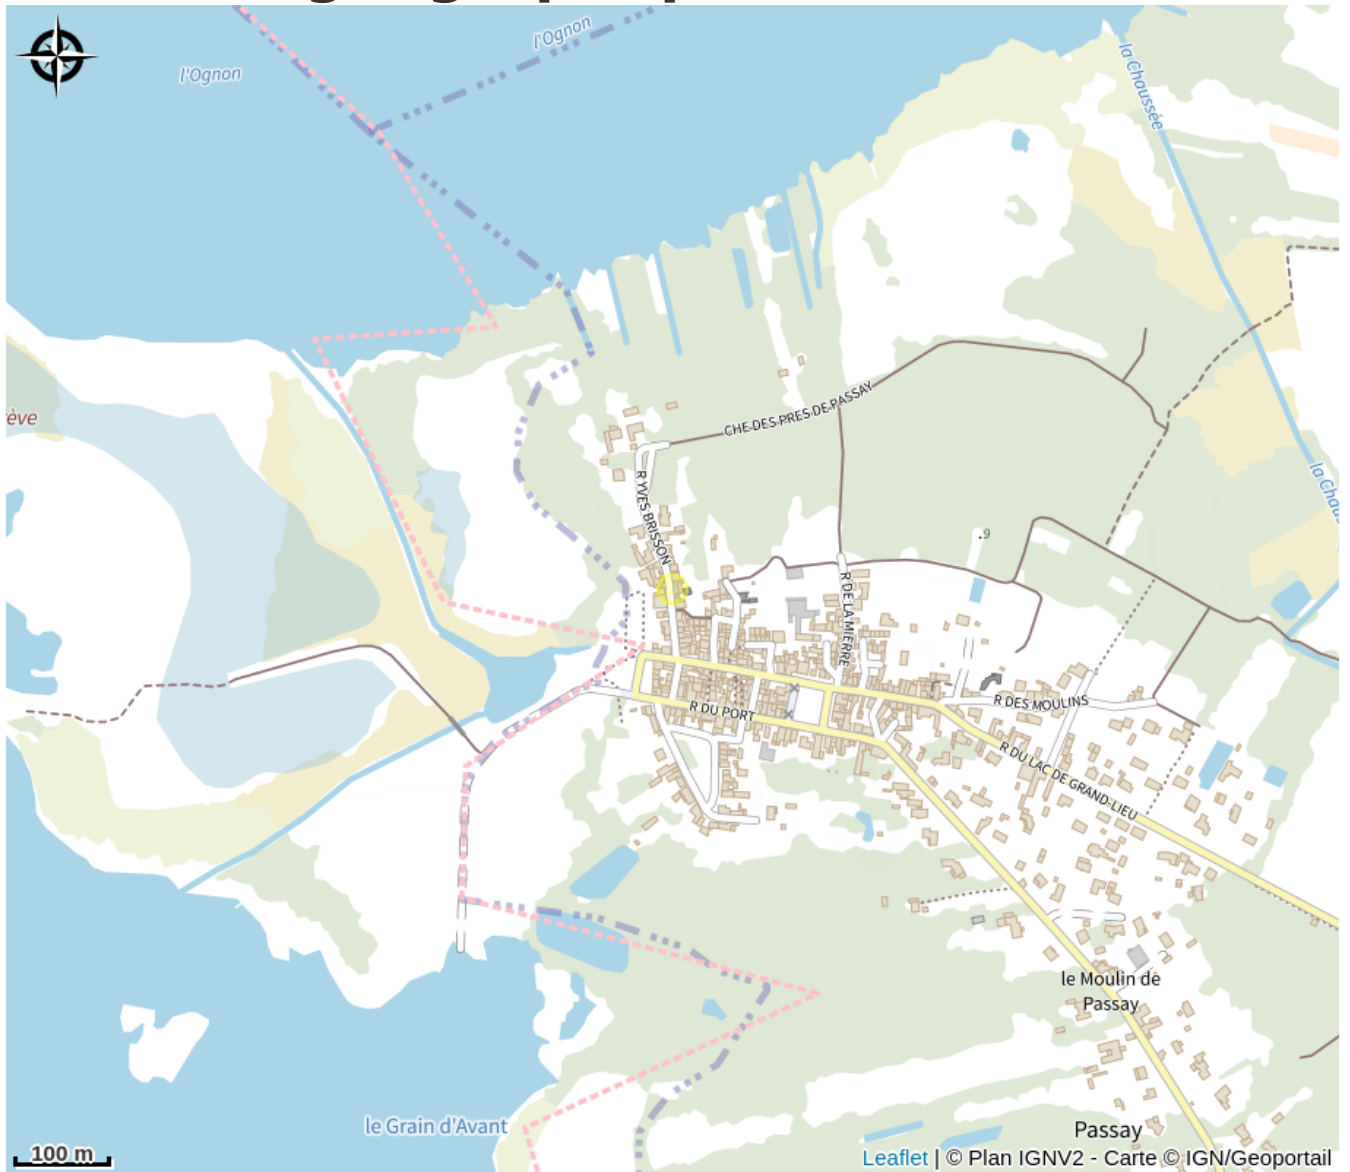 l'Ognon
l'Ognon
la Chaussée
ève
CHE DES PRES DE PASSAY
la Chaus
R YVES BRISSON
.9
R DE LA MIERRE
R DU PORT
R DES MOULINS
R DU LAC DE GRAND-LIEU
le Moulin de
Passay
le Grain d'Avant
Passay
100 m
Leaflet | © Plan IGNV2 - Carte © IGN/Geoportail